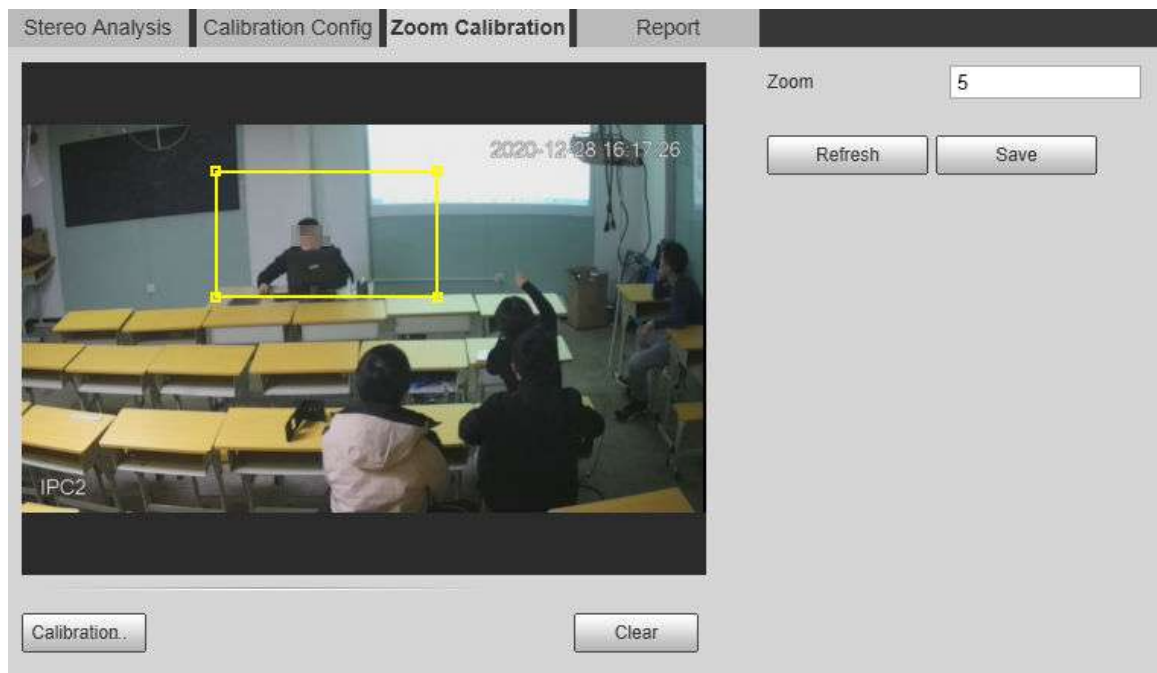 Stereo Analysis Calibration Config Zoom Calibration Report
Zoom 5
2020-12-28 16:17:26
Refresh Save
IPC2
Calibration..
Clear